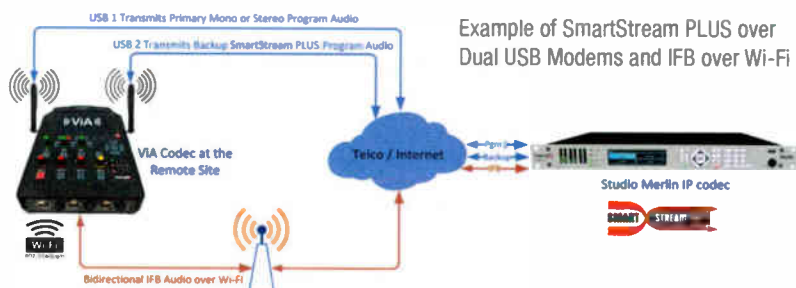 USB 1 Transmits Primary Mono or Stereo Program Audio
USB 2 Transmits Backup SmartStream PLUS Program Audio
Example of SmartStream PLUS over
Dual USB Modems and IFB over Wi-Fi
ViA
ViA Codec at the
Remote Site
Telco / Internet
Backup
Studio Merlin IP codec
SMART STREAM
Wi-Fi
Bidirectional IFB Audio over Wi-Fi